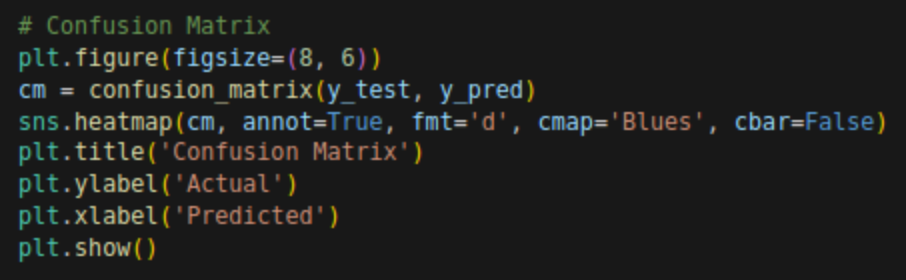 # Confusion Matrix
plt.figure(figsize=(8, 6))
cm = confusion_matrix(y_test, y_pred)
sns.heatmap(cm, annot=True, fmt='d', cmap='Blues', cbar=False)
plt.title('Confusion Matrix')
plt.ylabel('Actual')
plt.xlabel('Predicted')
plt.show()